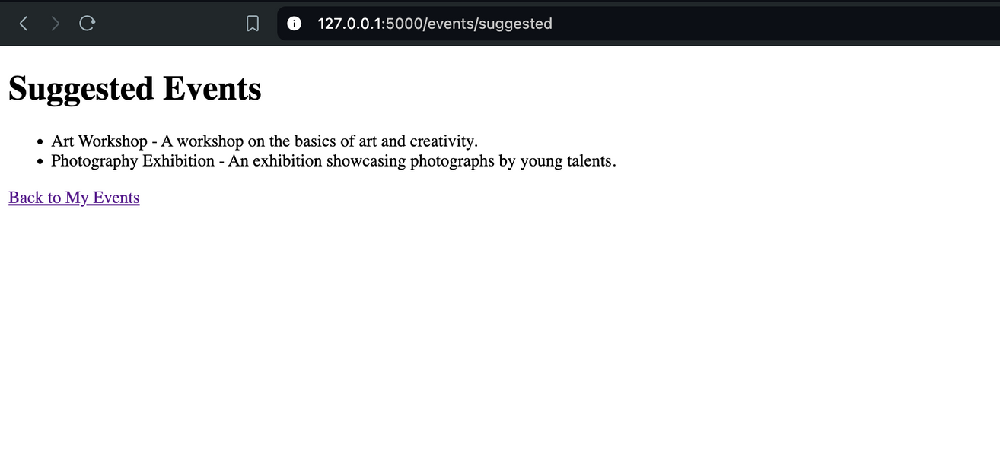 127.0.0.1:5000/events/suggested
Suggested Events
Art Workshop - A workshop on the basics of art and creativity.
Photography Exhibition - An exhibition showcasing photographs by young talents.
Back to My Events